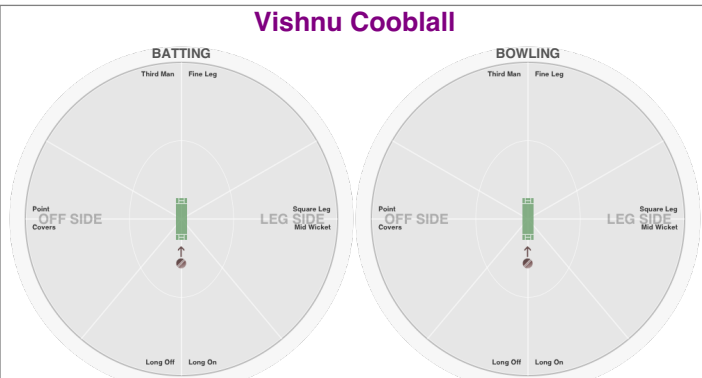 Vishnu Cooblall
BATTING
BOWLING
Third Man
Fine Leg
Third Man
Fine Leg
Point
OFF SIDE
Covers
Square Leg
LEG SIDE
Mid Wicket
Point
OFF SIDE
Covers
Square Leg
LEG SIDE
Mid Wicket
Long Off
Long On
Long Off
Long On